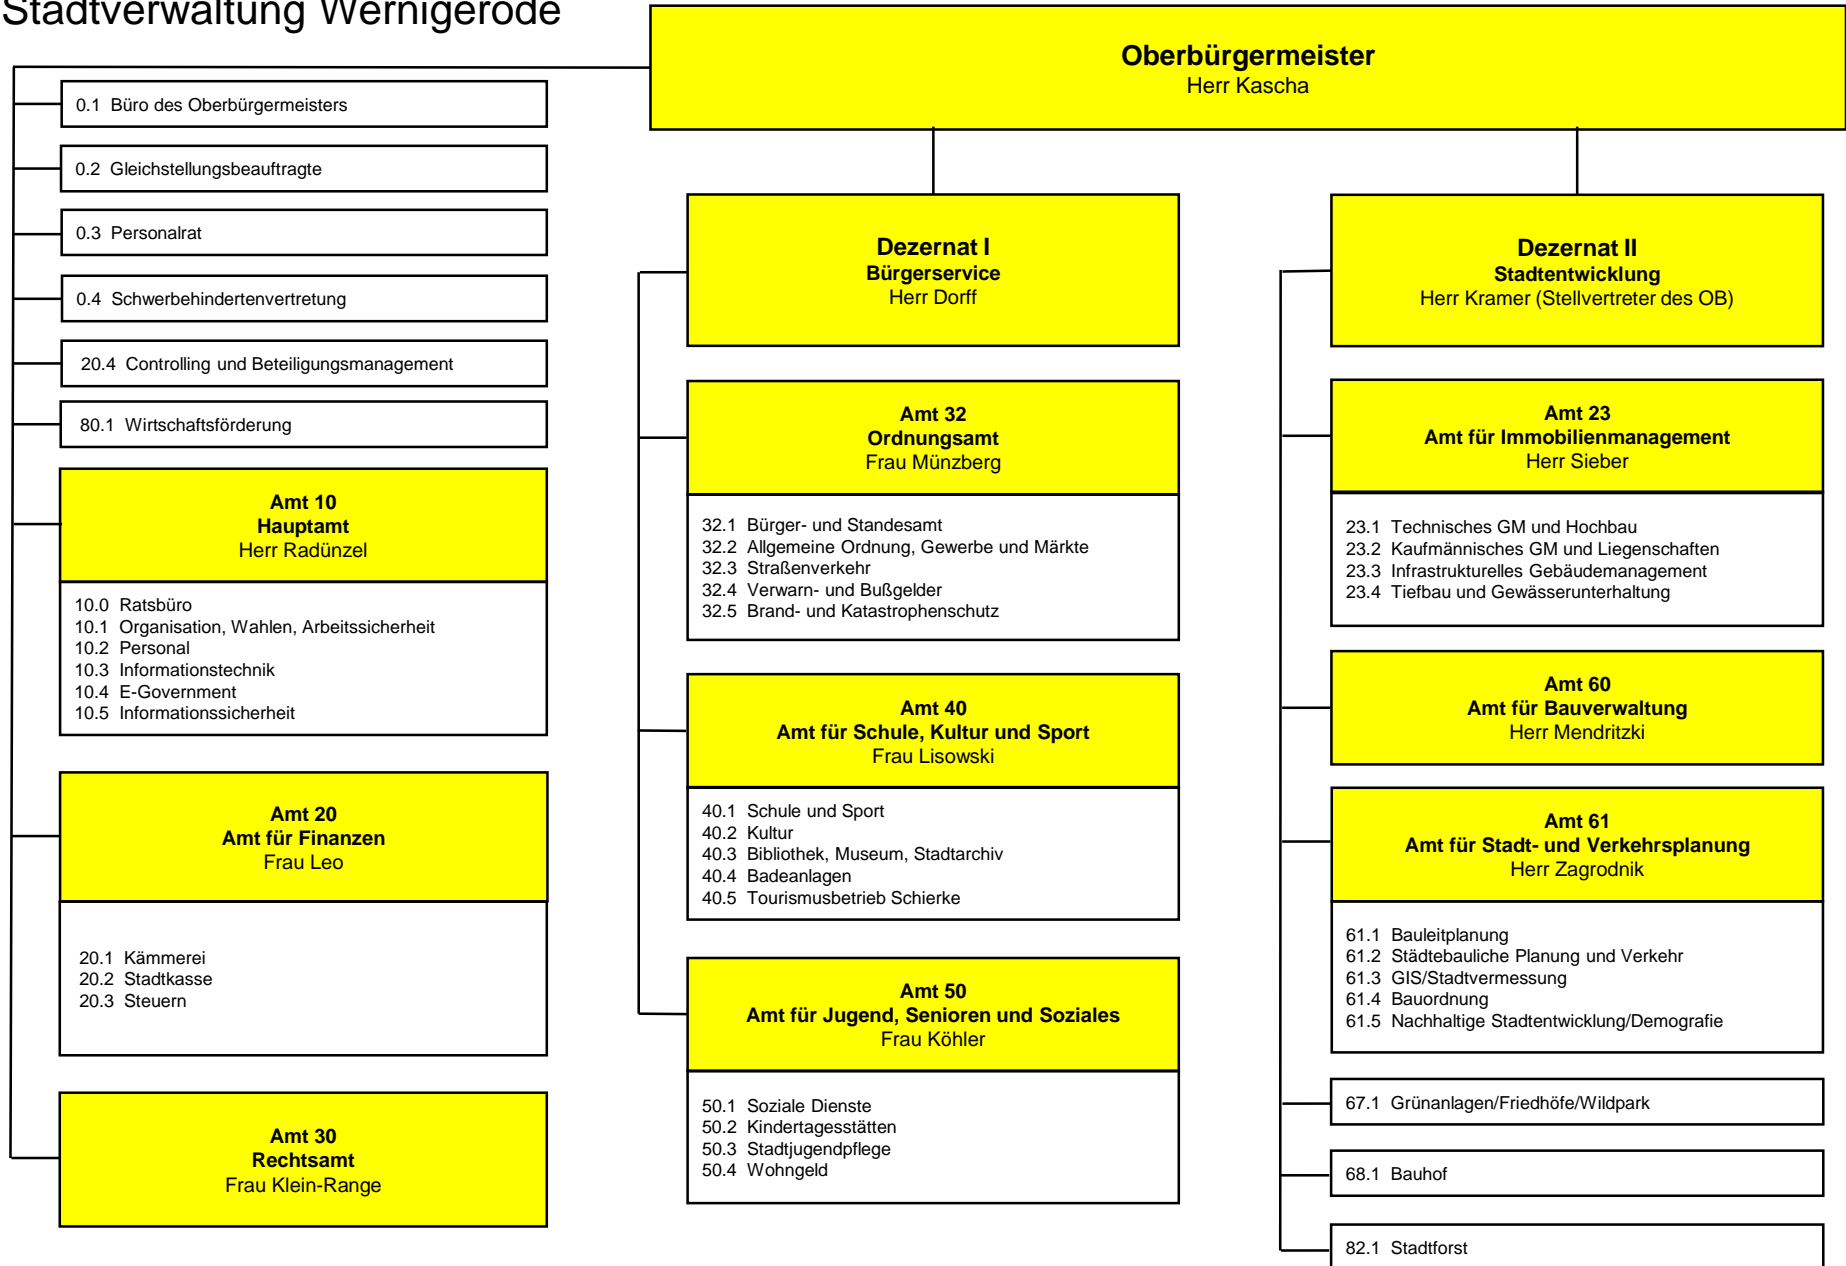 Stadtverwaltung Wernigerode
Oberbürgermeister
Herr Kascha
0.1 Büro des Oberbürgermeisters
0.2 Gleichstellungsbeauftragte
0.3 Personalrat
0.4 Schwerbehindertenvertretung
20.4 Controlling und Beteiligungsmanagement
80.1 Wirtschaftsförderung
Amt 10
Hauptamt
Herr Radünzel
10.0 Ratsbüro
10.1 Organisation, Wahlen, Arbeitssicherheit
10.2 Personal
10.3 Informationstechnik
10.4 E-Government
10.5 Informationssicherheit
Amt 20
Amt für Finanzen
Frau Leo
20.1 Kämmerei
20.2 Stadtkasse
20.3 Steuern
Amt 30
Rechtsamt
Frau Klein-Range
Dezernat I
Bürgerservice
Herr Dorff
Amt 32
Ordnungsamt
Frau Münzberg
32.1 Bürger- und Standesamt
32.2 Allgemeine Ordnung, Gewerbe und Märkte
32.3 Straßenverkehr
32.4 Verwarn- und Bußgelder
32.5 Brand- und Katastrophenschutz
Amt 40
Amt für Schule, Kultur und Sport
Frau Lisowski
40.1 Schule und Sport
40.2 Kultur
40.3 Bibliothek, Museum, Stadtarchiv
40.4 Badeanlagen
40.5 Tourismusbetrieb Schierke
Amt 50
Amt für Jugend, Senioren und Soziales
Frau Köhler
50.1 Soziale Dienste
50.2 Kindertagesstätten
50.3 Stadtjugendpflege
50.4 Wohngeld
Dezernat II
Stadtentwicklung
Herr Kramer (Stellvertreter des OB)
Amt 23
Amt für Immobilienmanagement
Herr Sieber
23.1 Technisches GM und Hochbau
23.2 Kaufmännisches GM und Liegenschaften
23.3 Infrastrukturelles Gebäudemanagement
23.4 Tiefbau und Gewässerunterhaltung
Amt 60
Amt für Bauverwaltung
Herr Mendritzki
Amt 61
Amt für Stadt- und Verkehrsplanung
Herr Zagrodnik
61.1 Bauleitplanung
61.2 Städtebauliche Planung und Verkehr
61.3 GIS/Stadtvermessung
61.4 Bauordnung
61.5 Nachhaltige Stadtentwicklung/Demografie
67.1 Grünanlagen/Friedhöfe/Wildpark
68.1 Bauhof
82.1 Stadtforst